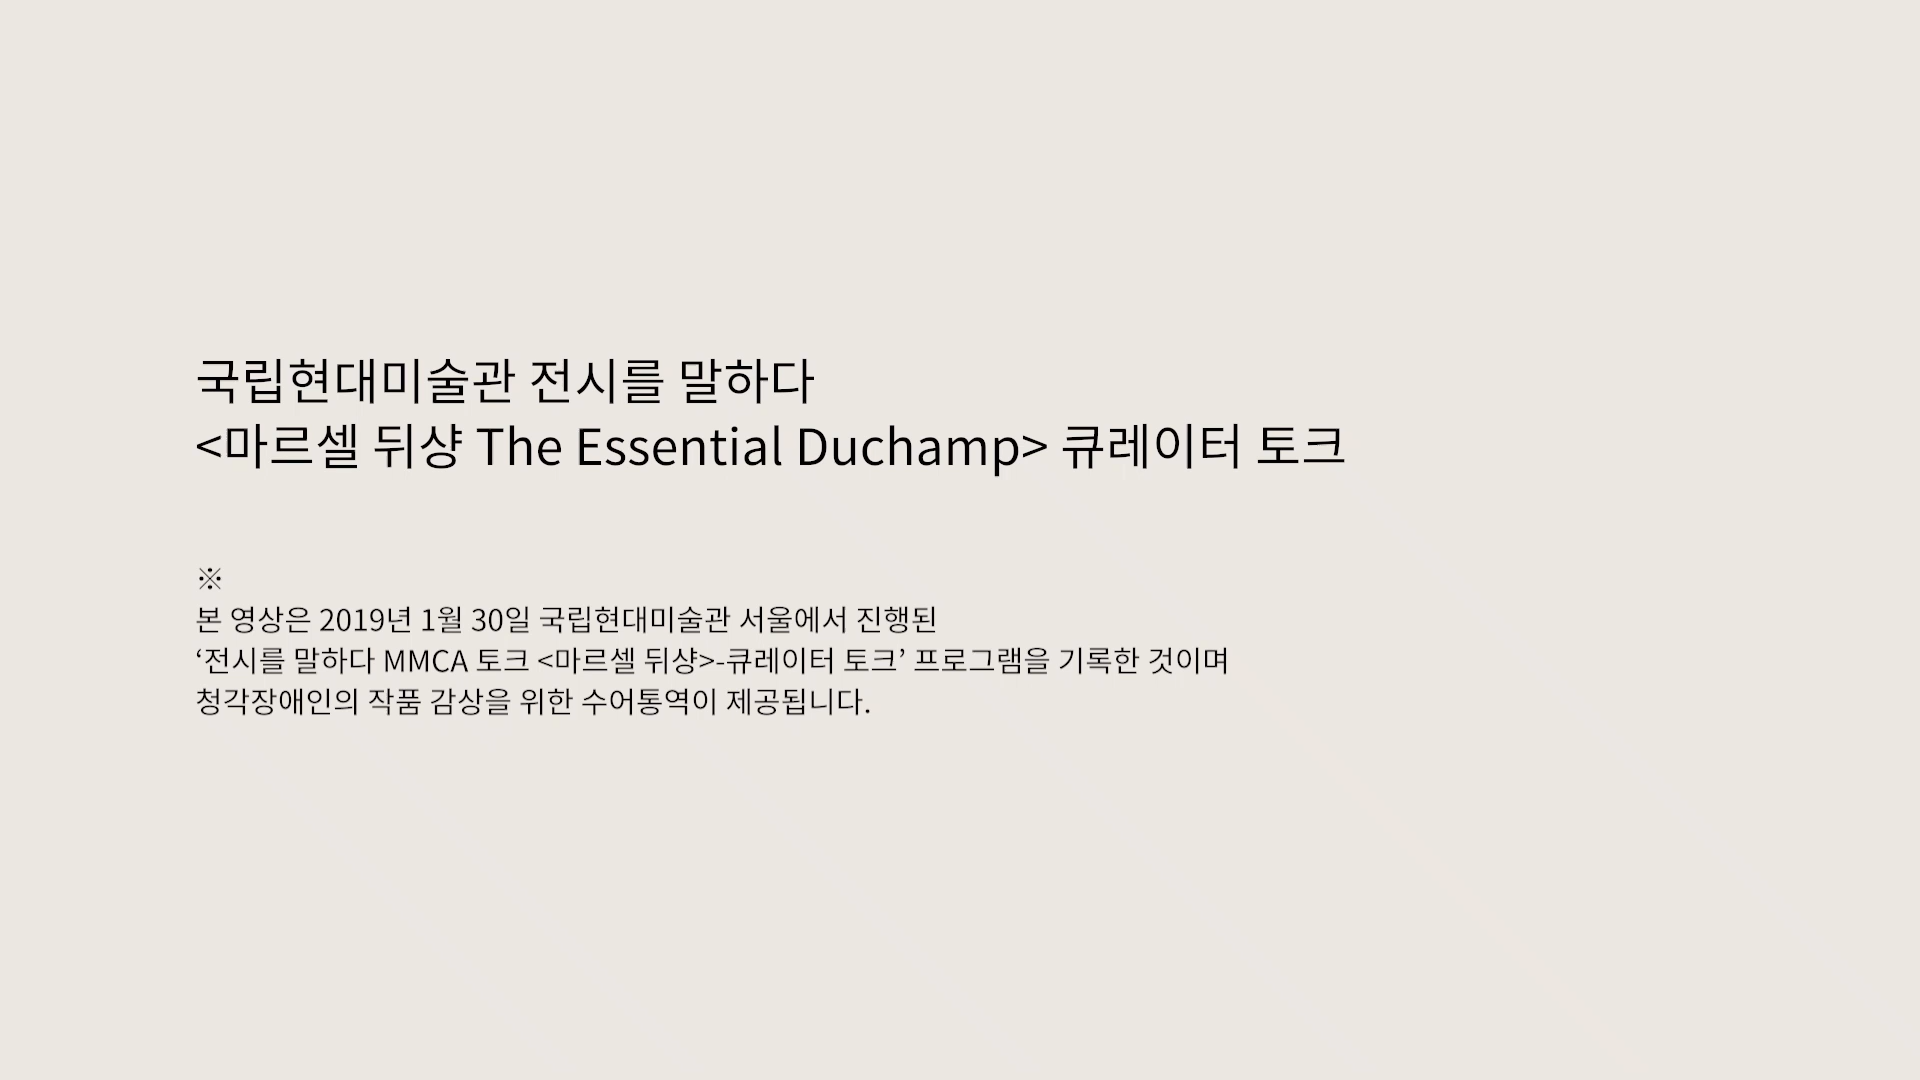 국립현대미술관 전시를 말하다
<마르셀 뒤샹 The Essential Duchamp> 큐레이터 토크
※
본 영상은 2019년 1월 30일 국립현대미술관 서울에서 진행된
‘전시를 말하다 MMCA 토크 <마르셀 뒤샹>-큐레이터 토크’ 프로그램을 기록한 것이며
청각장애인의 작품 감상을 위한 수어통역이 제공됩니다.